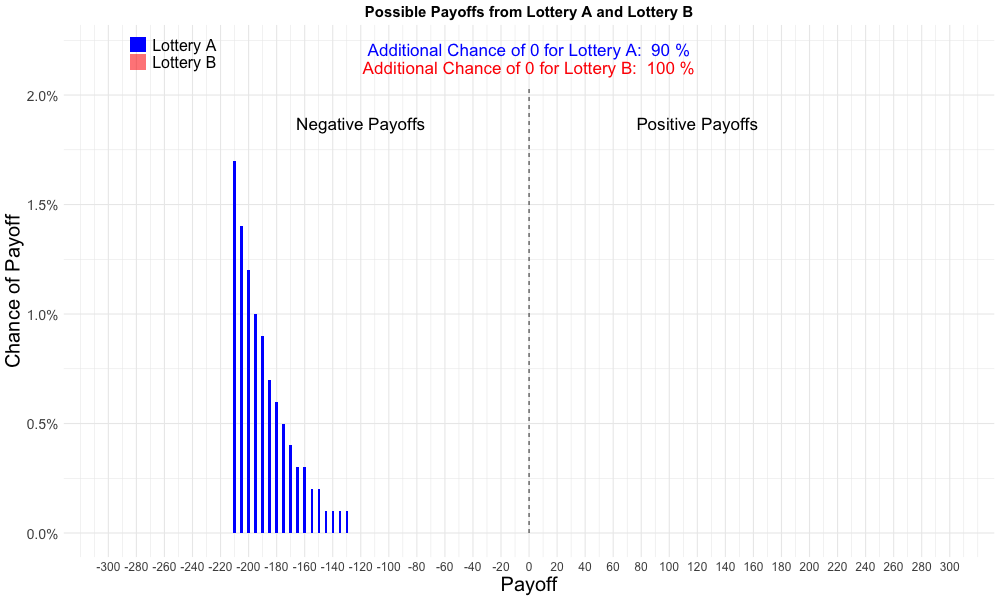 Possible Payoffs from Lottery A and Lottery B
Lottery A
Lottery B
Additional Chance of 0 for Lottery A:  90 %
Additional Chance of 0 for Lottery B:  100 %
Negative Payoffs
Positive Payoffs
Chance of Payoff
2.0%
1.5%
1.0%
0.5%
0.0%
-300 -280 -260 -240 -220 -200 -180 -160 -140 -120 -100 -80 -60 -40 -20 0 20 40 60 80 100 120 140 160 180 200 220 240 260 280 300
Payoff